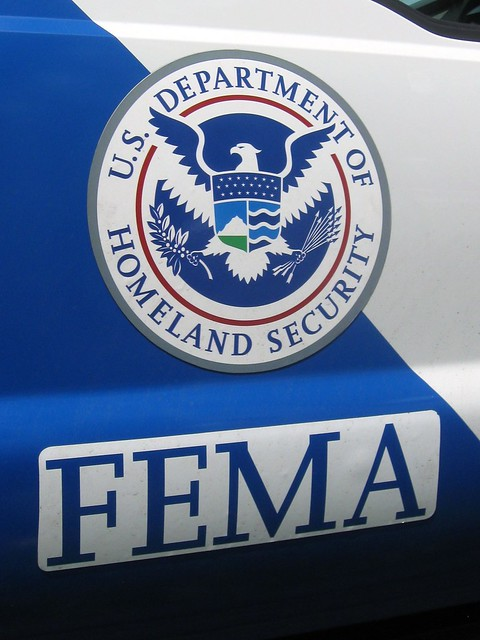 U.S. DEPARTMENT OF
HOMELAND SECURITY
FEMA